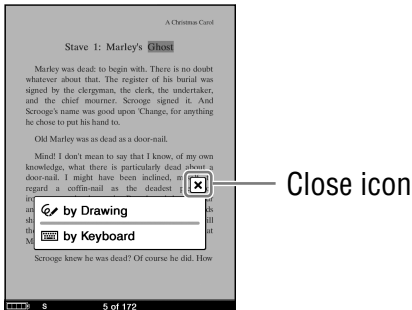 A Christmas Carol
Stave 1: Marley's Ghost
Marley was dead: to begin with. There is no doubt
whatever about that. The register of his burial was
signed by the clergyman, the clerk, the undertaker,
and the chief mourner. Scrooge signed it. And
Scrooge's name was good upon 'Change, for anything
he chose to put his hand to.
Old Marley was as dead as a door-nail.
Mind! I don't mean to say that I know, of my own
knowledge, what there is particularly dead about a
door-nail. I might have been inclined,
regard a coffin-nail as the deadest
Close icon
by Drawing
by Keyboard
Scrooge knew he was dead? Of course he did. How
S 5 of 172